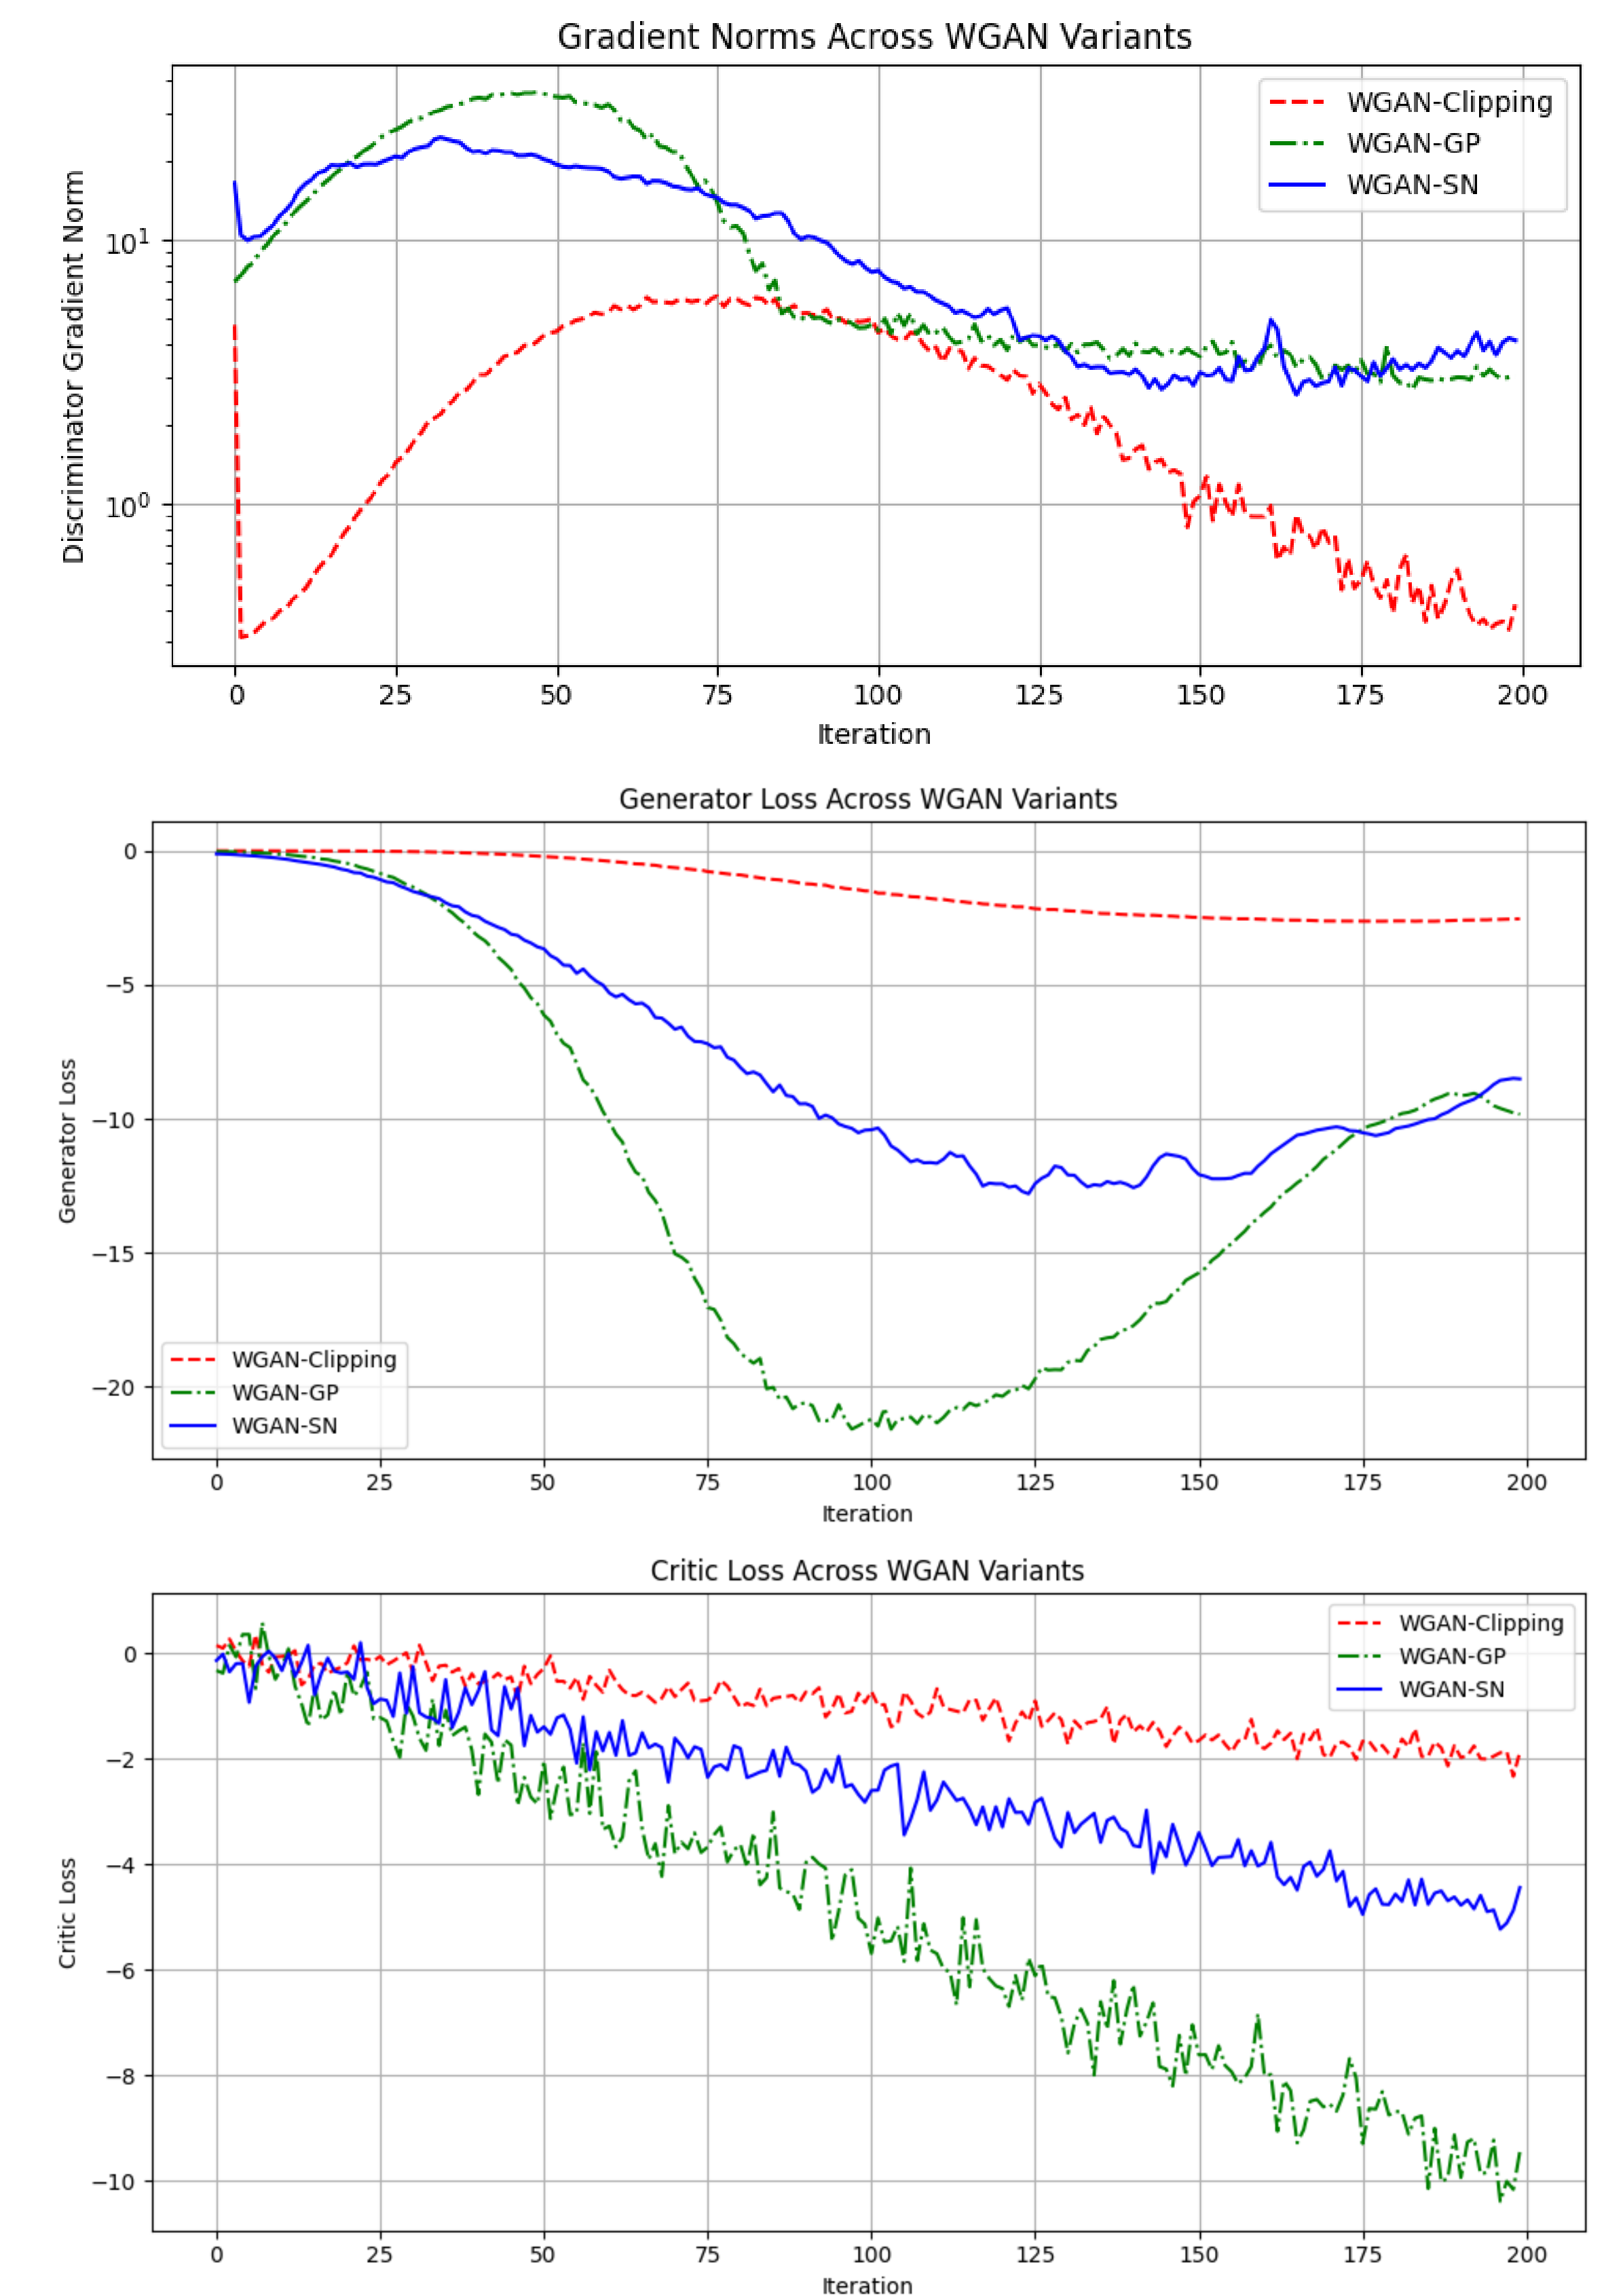 Gradient Norms Across WGAN Variants
WGAN-Clipping
WGAN-GP
WGAN-SN
Discriminator Gradient Norm
10¹
10⁰
0 25 50 75 100 125 150 175 200
Iteration
Generator Loss Across WGAN Variants
0
−5
−10
−15
−20
Generator Loss
WGAN-Clipping
WGAN-GP
WGAN-SN
0 25 50 75 100 125 150 175 200
Iteration
Critic Loss Across WGAN Variants
WGAN-Clipping
WGAN-GP
WGAN-SN
0
−2
−4
−6
−8
−10
Critic Loss
0 25 50 75 100 125 150 175 200
Iteration